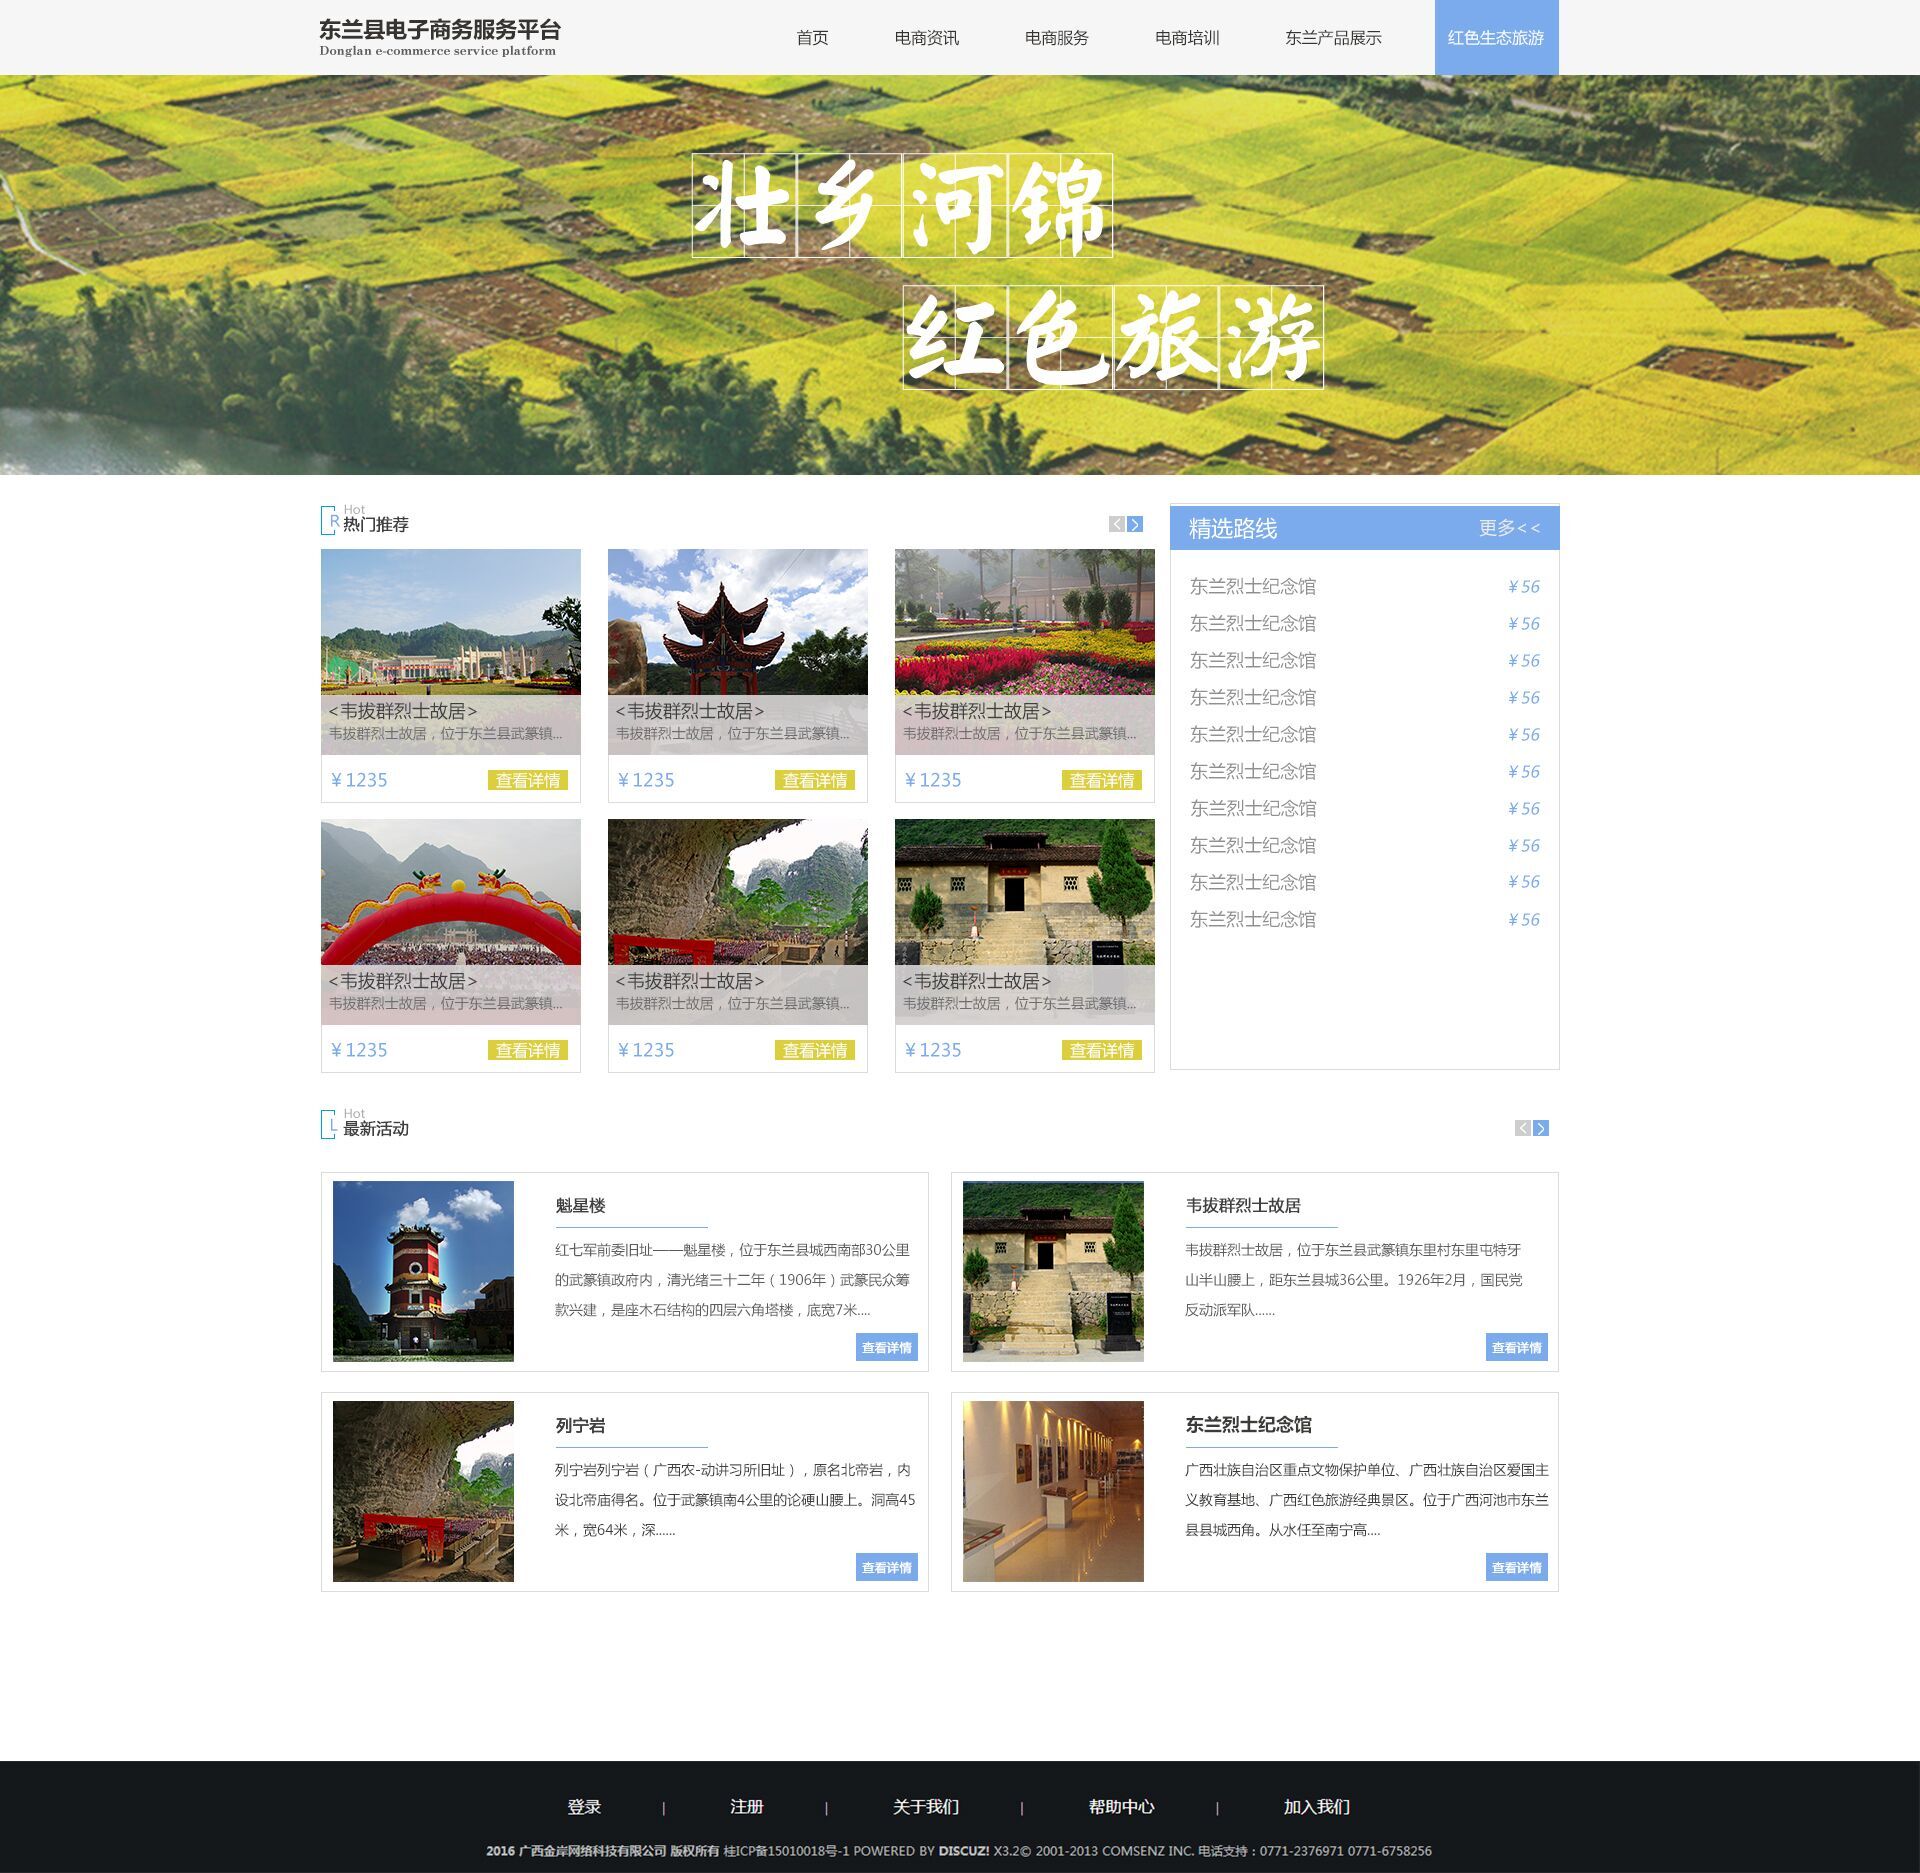 东兰县电子商务服务平台
Donglan e-commerce service platform
首页 电商资讯 电商服务 电商培训 东兰产品展示 红色生态旅游
壮乡河锦
红色旅游
Hot
R 热门推荐
< >
<韦拔群烈士故居>
韦拔群烈士故居，位于东兰县武篆镇...
¥1235 查看详情
<韦拔群烈士故居>
韦拔群烈士故居，位于东兰县武篆镇...
¥1235 查看详情
<韦拔群烈士故居>
韦拔群烈士故居，位于东兰县武篆镇...
¥1235 查看详情
<韦拔群烈士故居>
韦拔群烈士故居，位于东兰县武篆镇...
¥1235 查看详情
<韦拔群烈士故居>
韦拔群烈士故居，位于东兰县武篆镇...
¥1235 查看详情
<韦拔群烈士故居>
韦拔群烈士故居，位于东兰县武篆镇...
¥1235 查看详情
精选路线 更多<<
东兰烈士纪念馆 ¥56
东兰烈士纪念馆 ¥56
东兰烈士纪念馆 ¥56
东兰烈士纪念馆 ¥56
东兰烈士纪念馆 ¥56
东兰烈士纪念馆 ¥56
东兰烈士纪念馆 ¥56
东兰烈士纪念馆 ¥56
东兰烈士纪念馆 ¥56
东兰烈士纪念馆 ¥56
Hot
L 最新活动
< >
魁星楼
红七军前委旧址——魁星楼，位于东兰县城西南部30公里
的武篆镇政府内，清光绪三十二年（1906年）武篆民众筹
款兴建，是座木石结构的四层六角塔楼，底宽7米....
查看详情
韦拔群烈士故居
韦拔群烈士故居，位于东兰县武篆镇东里村东里屯特牙
山半山腰上，距东兰县城36公里。1926年2月，国民党
反动派军队......
查看详情
列宁岩
列宁岩列宁岩（广西农-动讲习所旧址），原名北帝岩，内
设北帝庙得名。位于武篆镇南4公里的论硬山腰上。洞高45
米，宽64米，深......
查看详情
东兰烈士纪念馆
广西壮族自治区重点文物保护单位、广西壮族自治区爱国主
义教育基地、广西红色旅游经典景区。位于广西河池市东兰
县县城西角。从水任至南宁高....
查看详情
登录 | 注册 | 关于我们 | 帮助中心 | 加入我们
2016 广西金岸网络科技有限公司 版权所有 桂ICP备15010018号-1 POWERED BY DISCUZ! X3.2© 2001-2013 COMSENZ INC. 电话支持：0771-2376971 0771-6758256